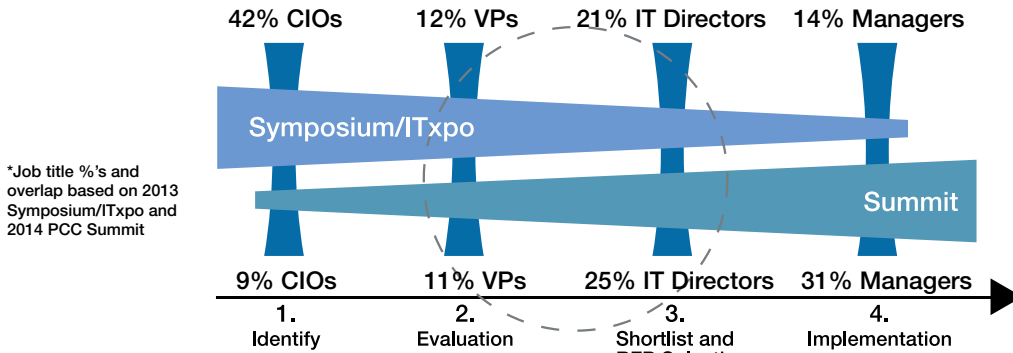 42% CIOs
12% VPs
21% IT Directors
14% Managers
Symposium/ITxpo
*Job title %'s and
overlap based on 2013
Symposium/ITxpo and
2014 PCC Summit
Summit
9% CIOs
11% VPs
25% IT Directors
31% Managers
1.
2.
3.
4.
Identify
Evaluation
Shortlist and
Implementation